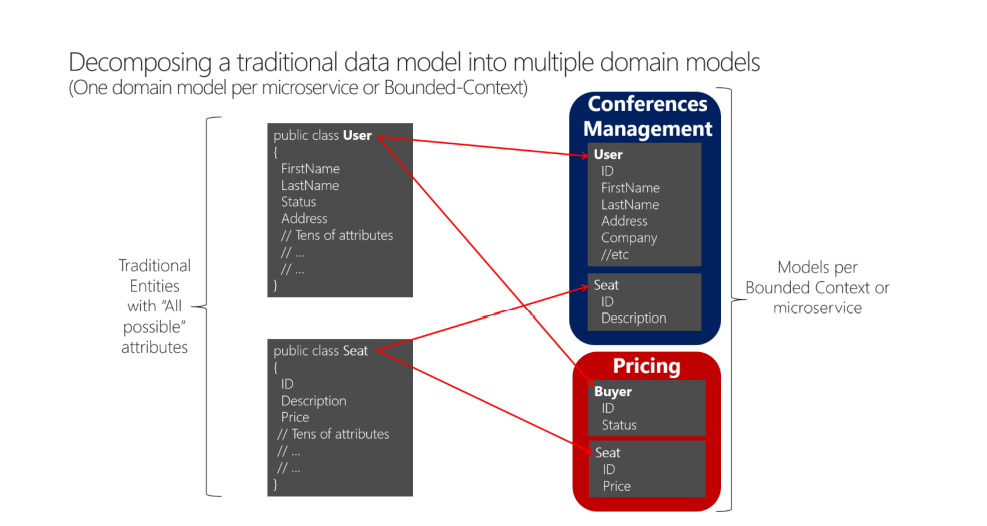 Decomposing a traditional data model into multiple domain models
(One domain model per microservice or Bounded-Context)
Traditional
Entities
with "All
possible"
attributes
public class User
{
FirstName
LastName
Status
Address
// Tens of attributes
// ...
// ...
}
public class Seat
{
ID
Description
Price
// Tens of attributes
// ...
// ...
}
Conferences
Management
User
ID
FirstName
LastName
Address
Company
//etc
Seat
ID
Description
Pricing
Buyer
ID
Status
Seat
ID
Price
Models per
Bounded Context or
microservice